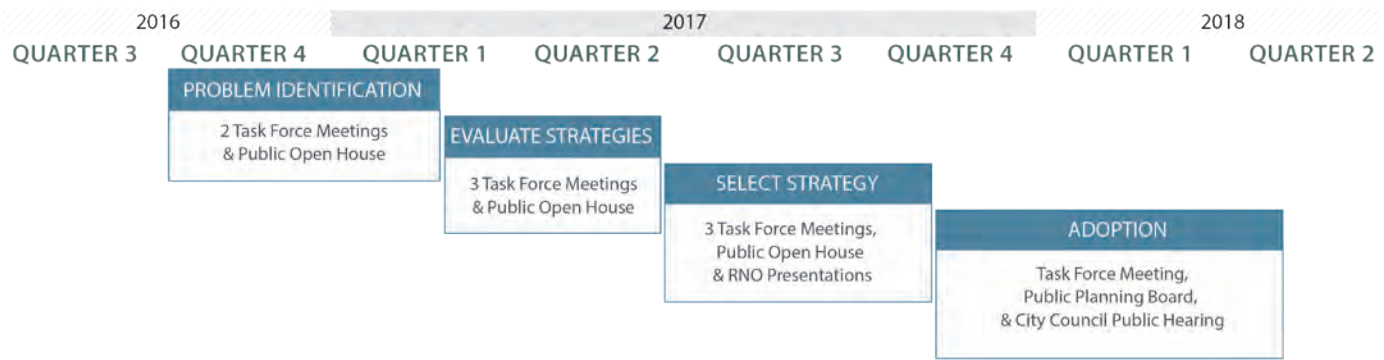 2016 2017 2018
QUARTER 3 QUARTER 4 QUARTER 1 QUARTER 2 QUARTER 3 QUARTER 4 QUARTER 1 QUARTER 2
PROBLEM IDENTIFICATION
2 Task Force Meetings
& Public Open House
EVALUATE STRATEGIES
3 Task Force Meetings
& Public Open House
SELECT STRATEGY
3 Task Force Meetings,
Public Open House
& RNO Presentations
ADOPTION
Task Force Meeting,
Public Planning Board,
& City Council Public Hearing